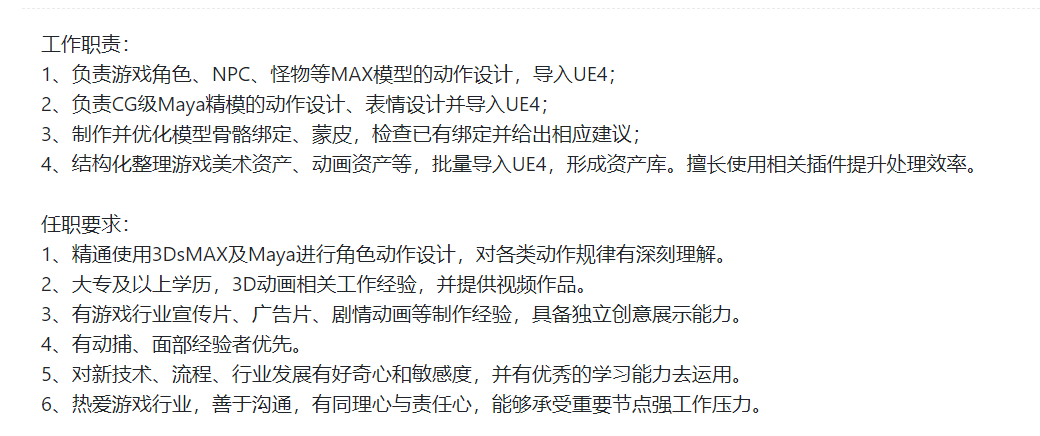 工作职责：
1、负责游戏角色、NPC、怪物等MAX模型的动作设计，导入UE4；
2、负责CG级Maya精模的动作设计、表情设计并导入UE4；
3、制作并优化模型骨骼绑定、蒙皮，检查已有绑定并给出相应建议；
4、结构化整理游戏美术资产、动画资产等，批量导入UE4，形成资产库。擅长使用相关插件提升处理效率。
任职要求：
1、精通使用3DsMAX及Maya进行角色动作设计，对各类动作规律有深刻理解。
2、大专及以上学历，3D动画相关工作经验，并提供视频作品。
3、有游戏行业宣传片、广告片、剧情动画等制作经验，具备独立创意展示能力。
4、有动捕、面部经验者优先。
5、对新技术、流程、行业发展有好奇心和敏感度，并有优秀的学习能力去运用。
6、热爱游戏行业，善于沟通，有同理心与责任心，能够承受重要节点强工作压力。